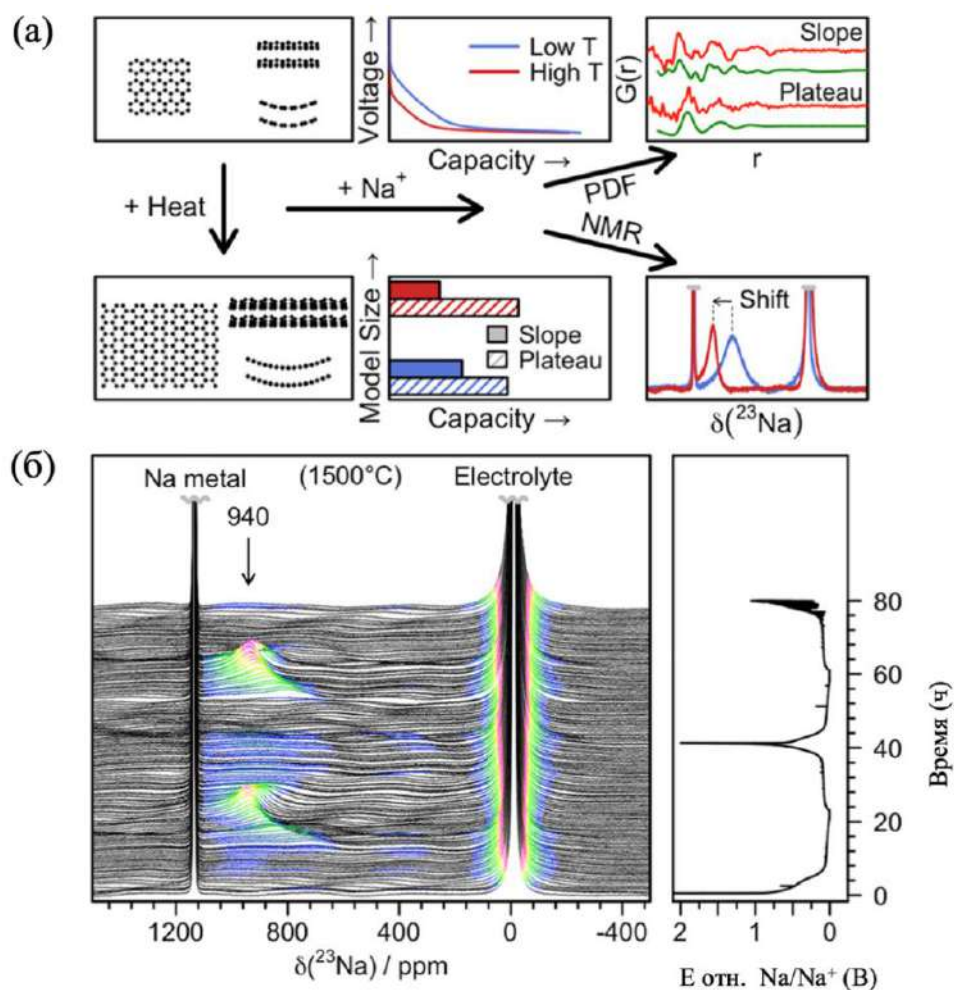 (а)
Voltage →
Low T
High T
Capacity →
G(r)
Slope
Plateau
r
+ Heat
+ Na⁺
PDF
NMR
Model Size →
Slope
Plateau
Capacity →
← Shift
δ(²³Na)
(б)
Na metal
(1500°C)
Electrolyte
940
1200
800
400
0
-400
δ(²³Na) / ppm
80
60
40
20
0
Время (ч)
2
1
0
E отн. Na/Na⁺ (В)